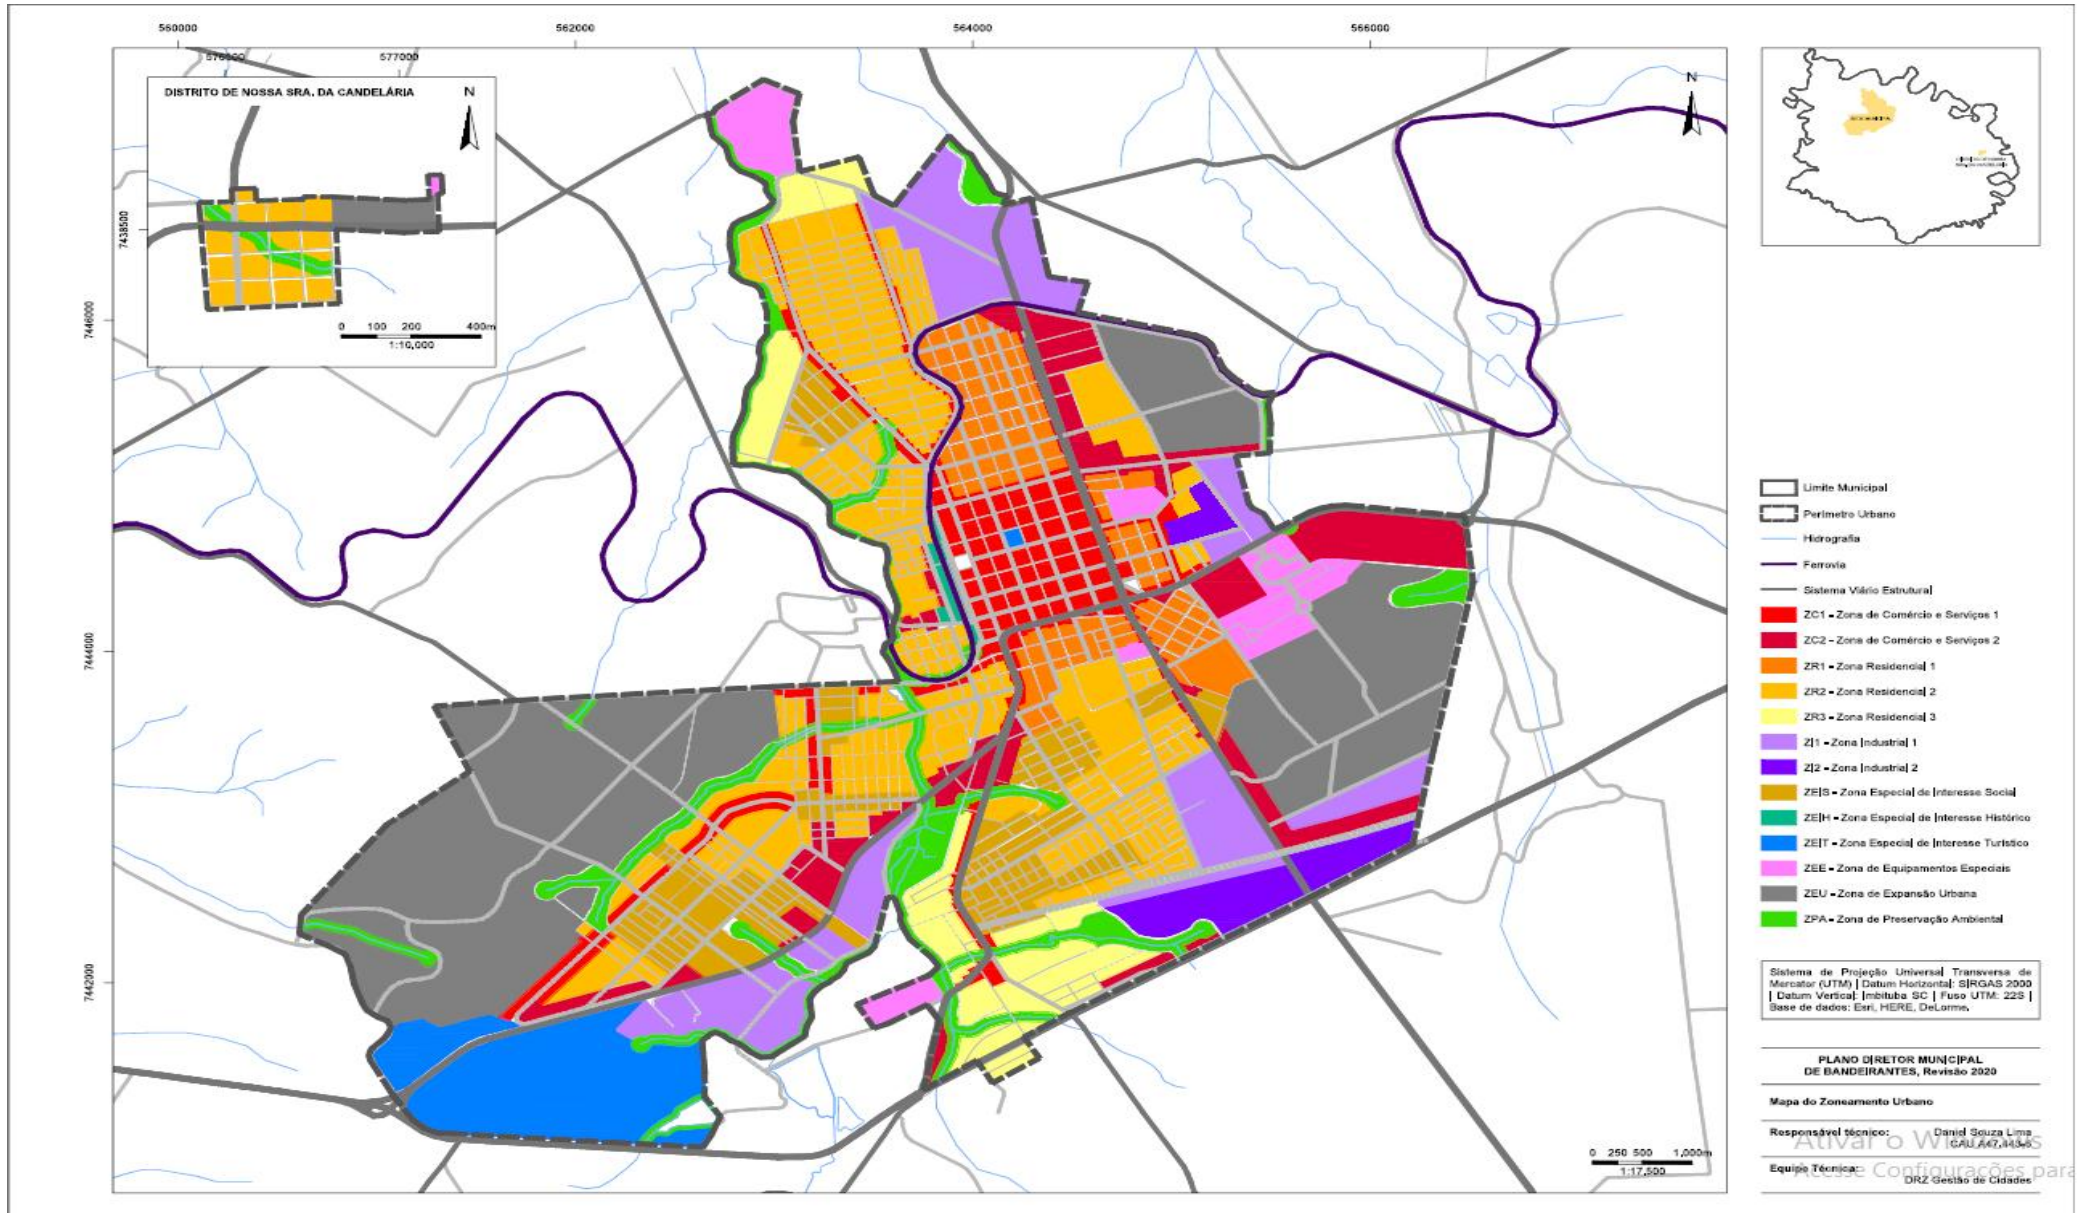 560000
562000
564000
566000
576000
577000
DISTRITO DE NOSSA SRA. DA CANDELÁRIA
N
7438500
0 100 200 400m
1:10,000
7446000
7444000
7442000
N
N
0 250 500 1,000m
1:17,500
Limite Municipal
Perímetro Urbano
Hidrografia
Ferrovia
Sistema Viário Estrutural
ZC1 - Zona de Comércio e Serviços 1
ZC2 - Zona de Comércio e Serviços 2
ZR1 - Zona Residencial 1
ZR2 - Zona Residencial 2
ZR3 - Zona Residencial 3
ZI1 - Zona Industrial 1
ZI2 - Zona Industrial 2
ZEIS - Zona Especial de Interesse Social
ZEIH - Zona Especial de Interesse Histórico
ZEIT - Zona Especial de Interesse Turístico
ZEE - Zona de Equipamentos Especiais
ZEU - Zona de Expansão Urbana
ZPA - Zona de Preservação Ambiental
Sistema de Projeção Universal Transversa de
Mercator (UTM) | Datum Horizontal: SIRGAS 2000
| Datum Vertical: Imbituba SC | Fuso UTM: 22S |
Base de dados: Esri, HERE, DeLorme.
PLANO DIRETOR MUNICIPAL
DE BANDEIRANTES, Revisão 2020
Mapa do Zoneamento Urbano
Responsável técnico: Daniel Souza Lima
Ativar o Windows
Equipe Técnica:
Acesse Configurações para
DRZ Gestão de Cidades